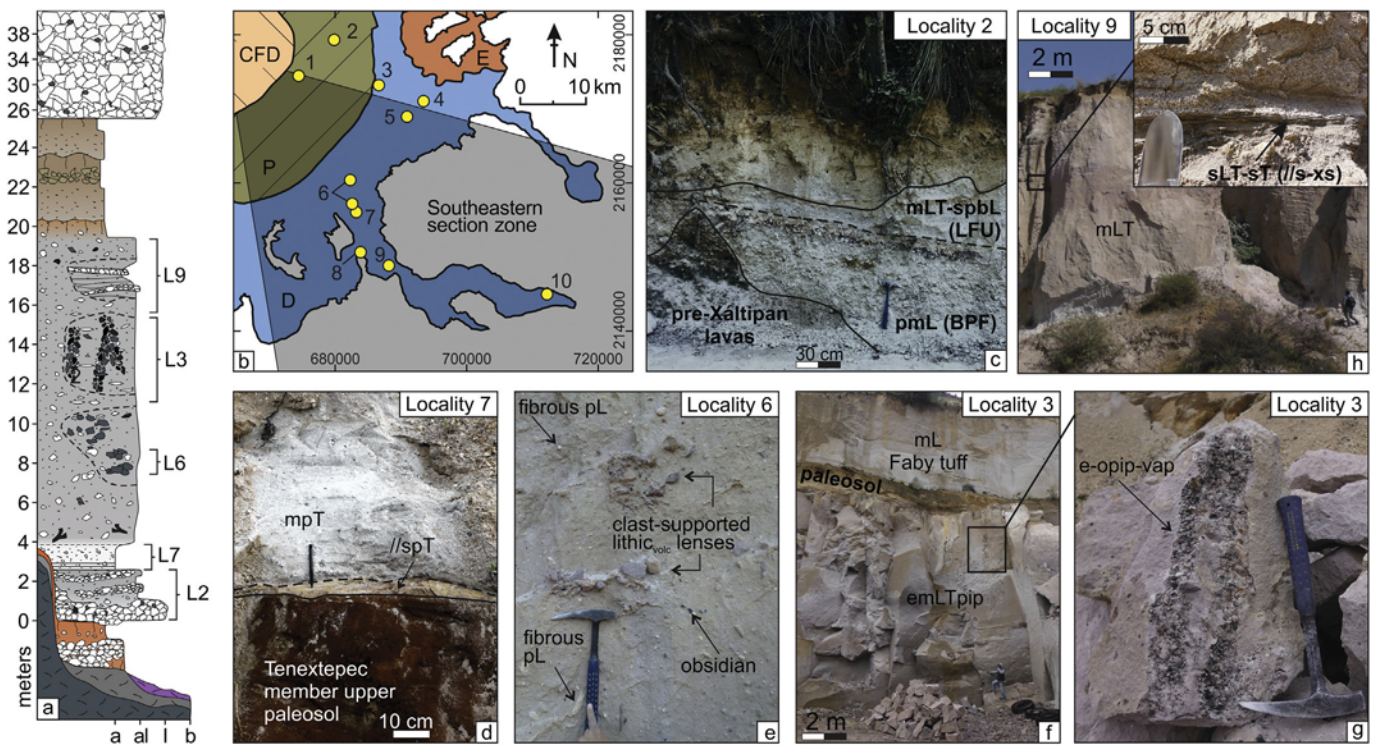 38
34
30
26
24
22
20
18
16
14
12
10
8
6
4
2
0
meters
L9
L3
L6
L7
L2
a
a al l b
CFD
1
2
3
4
5
6
7
8
9
10
P
D
E
N
0 10 km
Southeastern
section zone
2180000
2160000
2140000
680000 700000 720000
b
Locality 2
mLT-spbL
(LFU)
pre-Xaltipan
lavas
pmL (BPF)
30 cm
c
Locality 9
2 m
5 cm
sLT-sT (//s-xs)
mLT
h
Locality 7
mpT
//spT
Tenextepec
member upper
paleosol
10 cm
d
fibrous pL
Locality 6
clast-supported
lithicvolc lenses
fibrous
pL
obsidian
e
Locality 3
mL
Faby tuff
paleosol
emLTpip
2 m
f
Locality 3
e-opip-vap
g